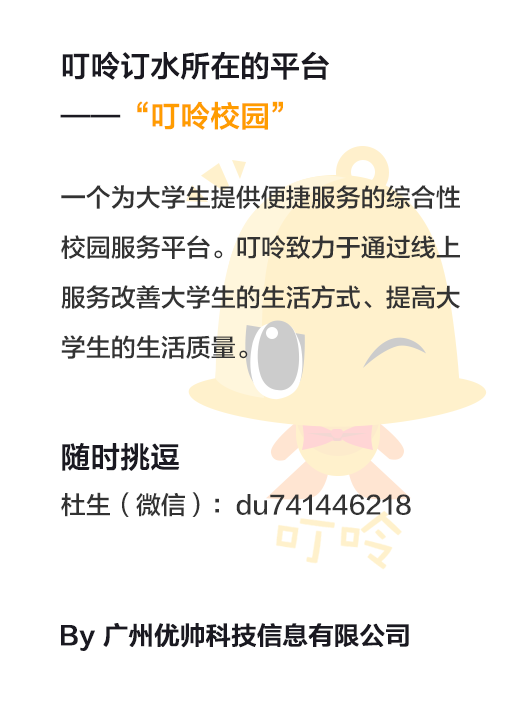 叮呤订水所在的平台
——“叮呤校园”
一个为大学生提供便捷服务的综合性
校园服务平台。叮呤致力于通过线上
服务改善大学生的生活方式、提高大
学生的生活质量。
随时挑逗
杜生（微信）：du741446218
叮呤
By 广州优帅科技信息有限公司